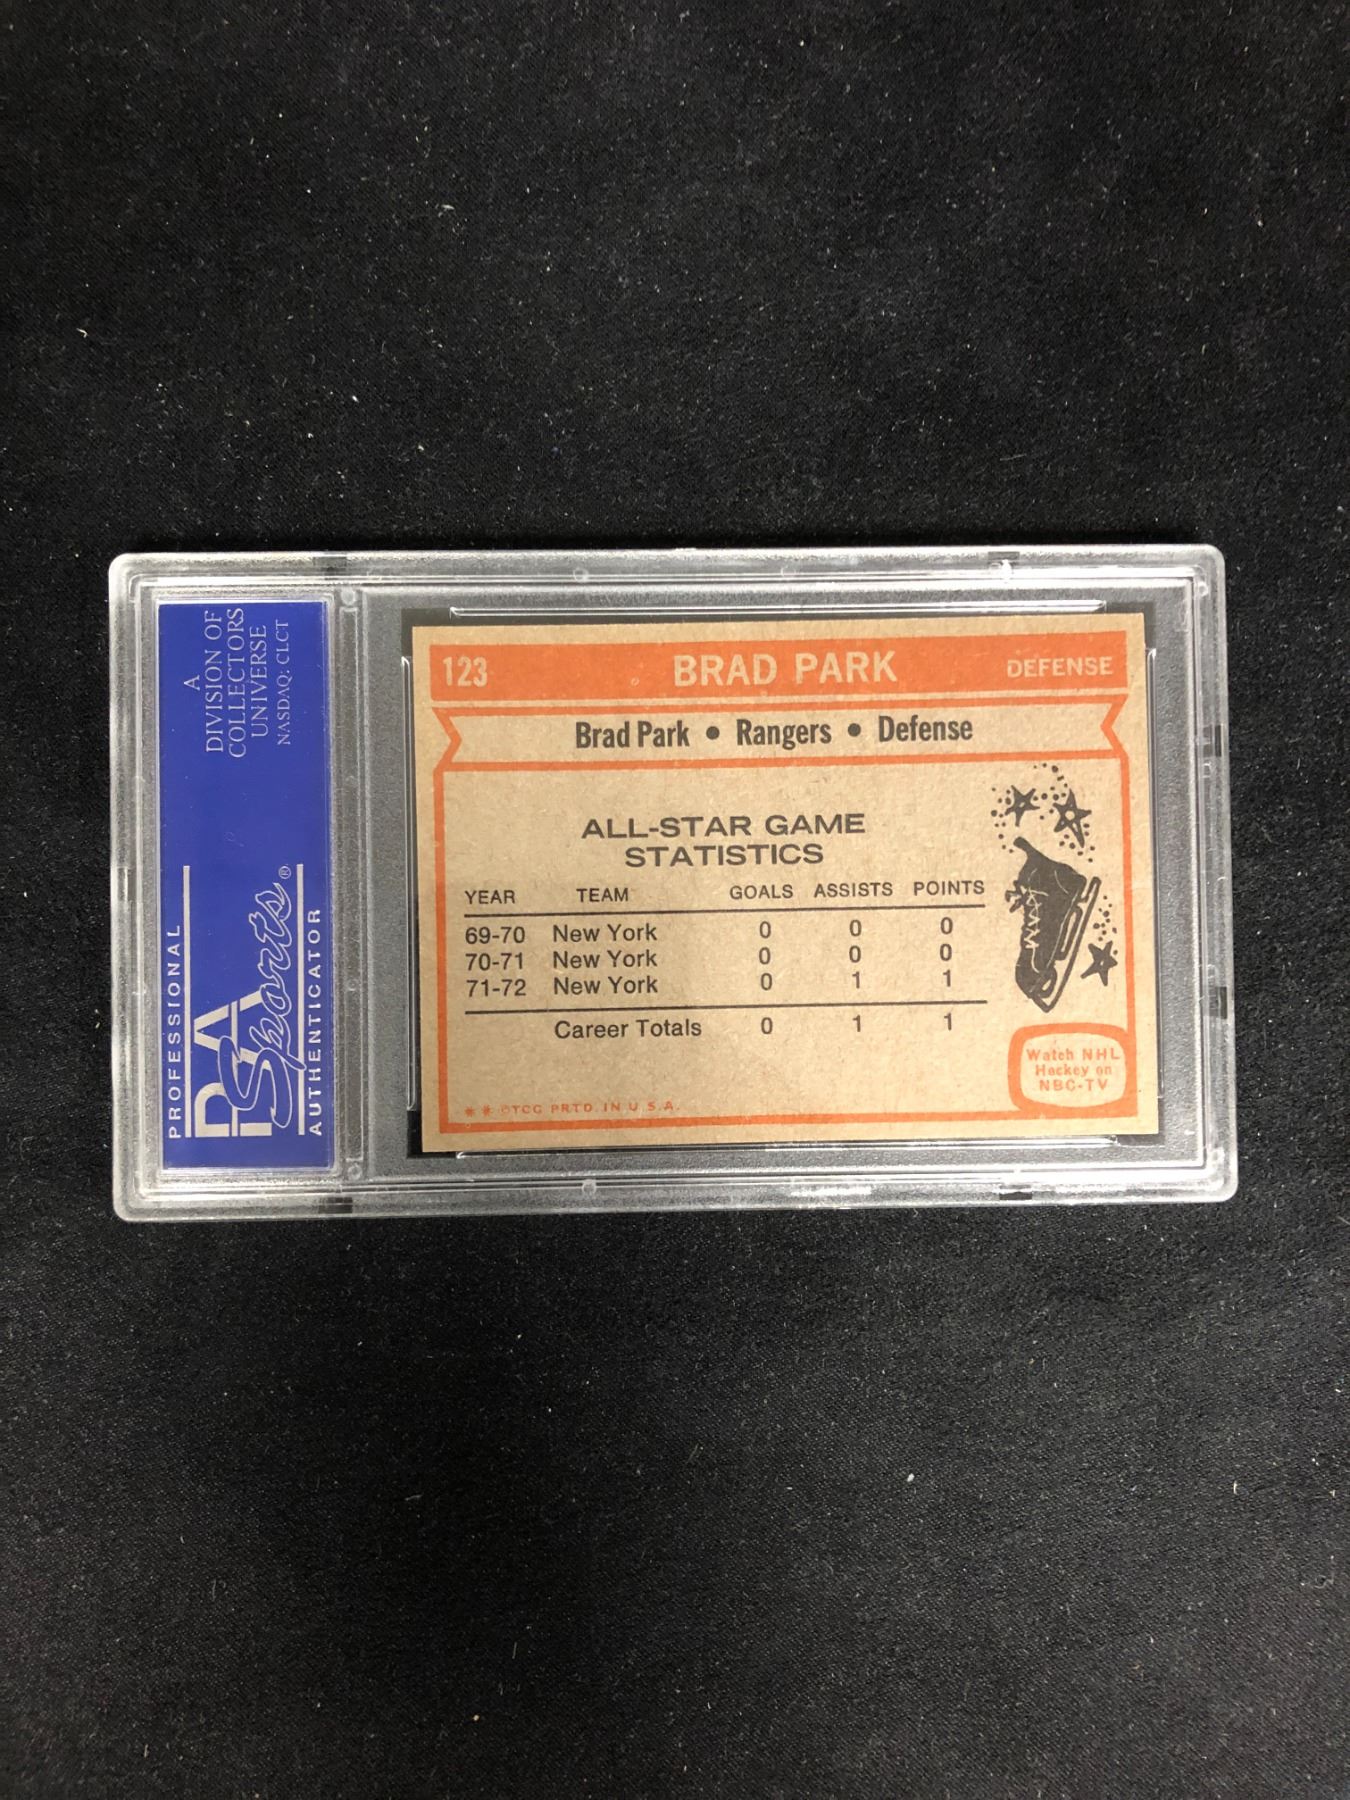 A
DIVISION OF
COLLECTORS
UNIVERSE
NASDAQ: CLCT
PROFESSIONAL
PSA
Sports®
AUTHENTICATOR
123 BRAD PARK DEFENSE
Brad Park • Rangers • Defense
ALL-STAR GAME
STATISTICS
YEAR TEAM GOALS ASSISTS POINTS
69-70 New York 0 0 0
70-71 New York 0 0 0
71-72 New York 0 1 1
Career Totals 0 1 1
Watch NHL
Hockey on
NBC-TV
* * ©TCG PRTD. IN U.S.A.